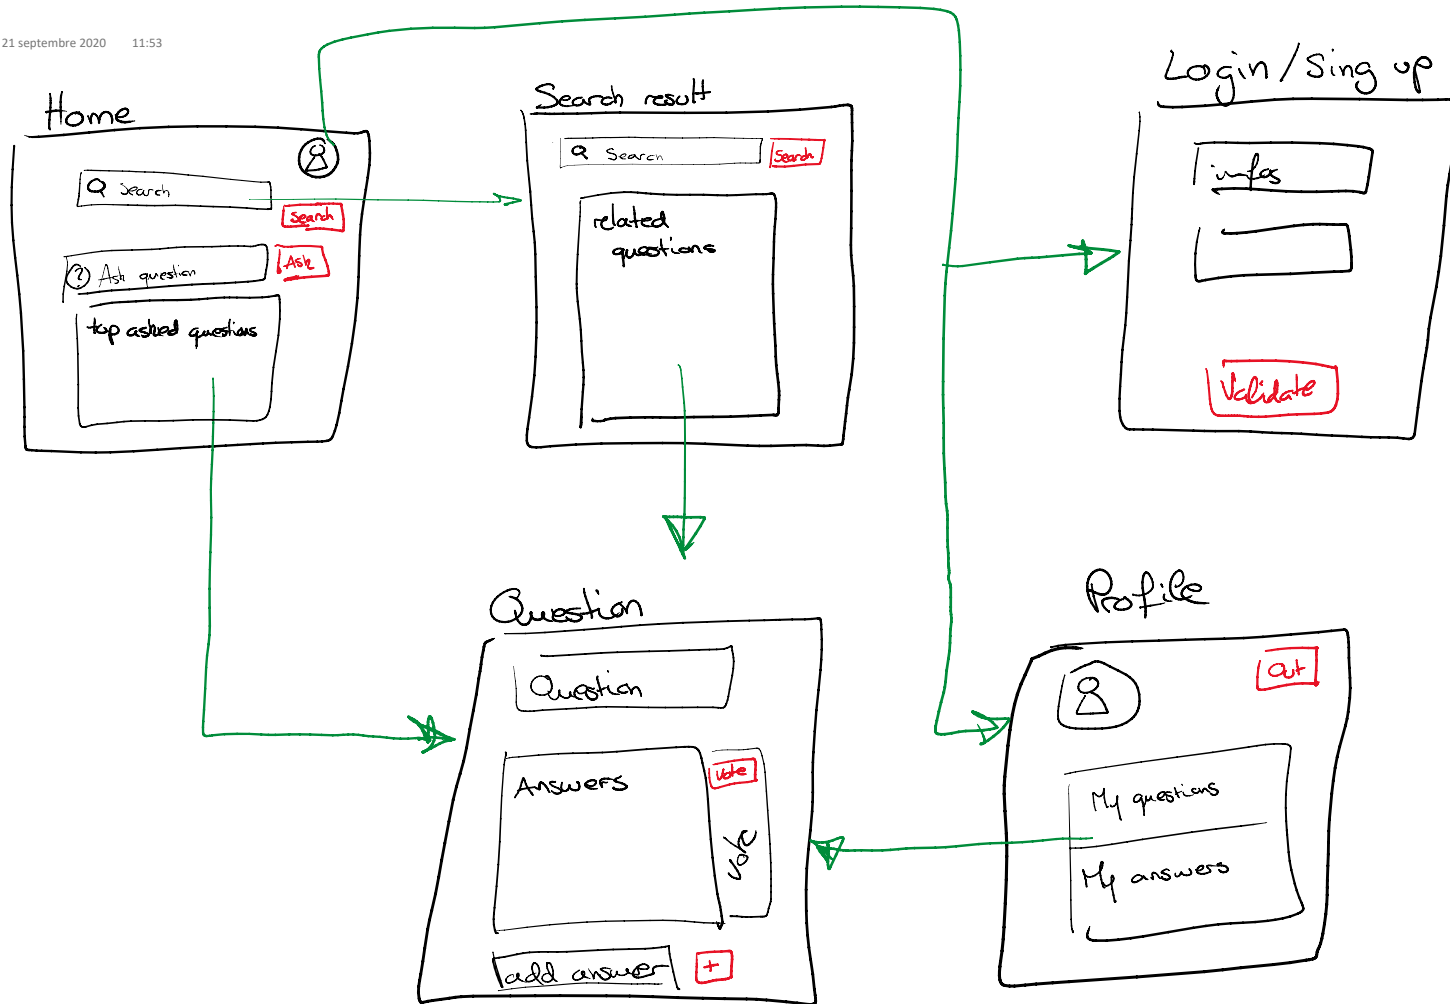 21 septembre 2020 11:53
Home
Search
Search
? Ask question
Ask
top asked questions
Search result
Search
Search
related
questions
Login / Sing up
infos
Validate
Question
Question
Answers
Vote
Vote
add answer
+
Profile
Out
My questions
My answers